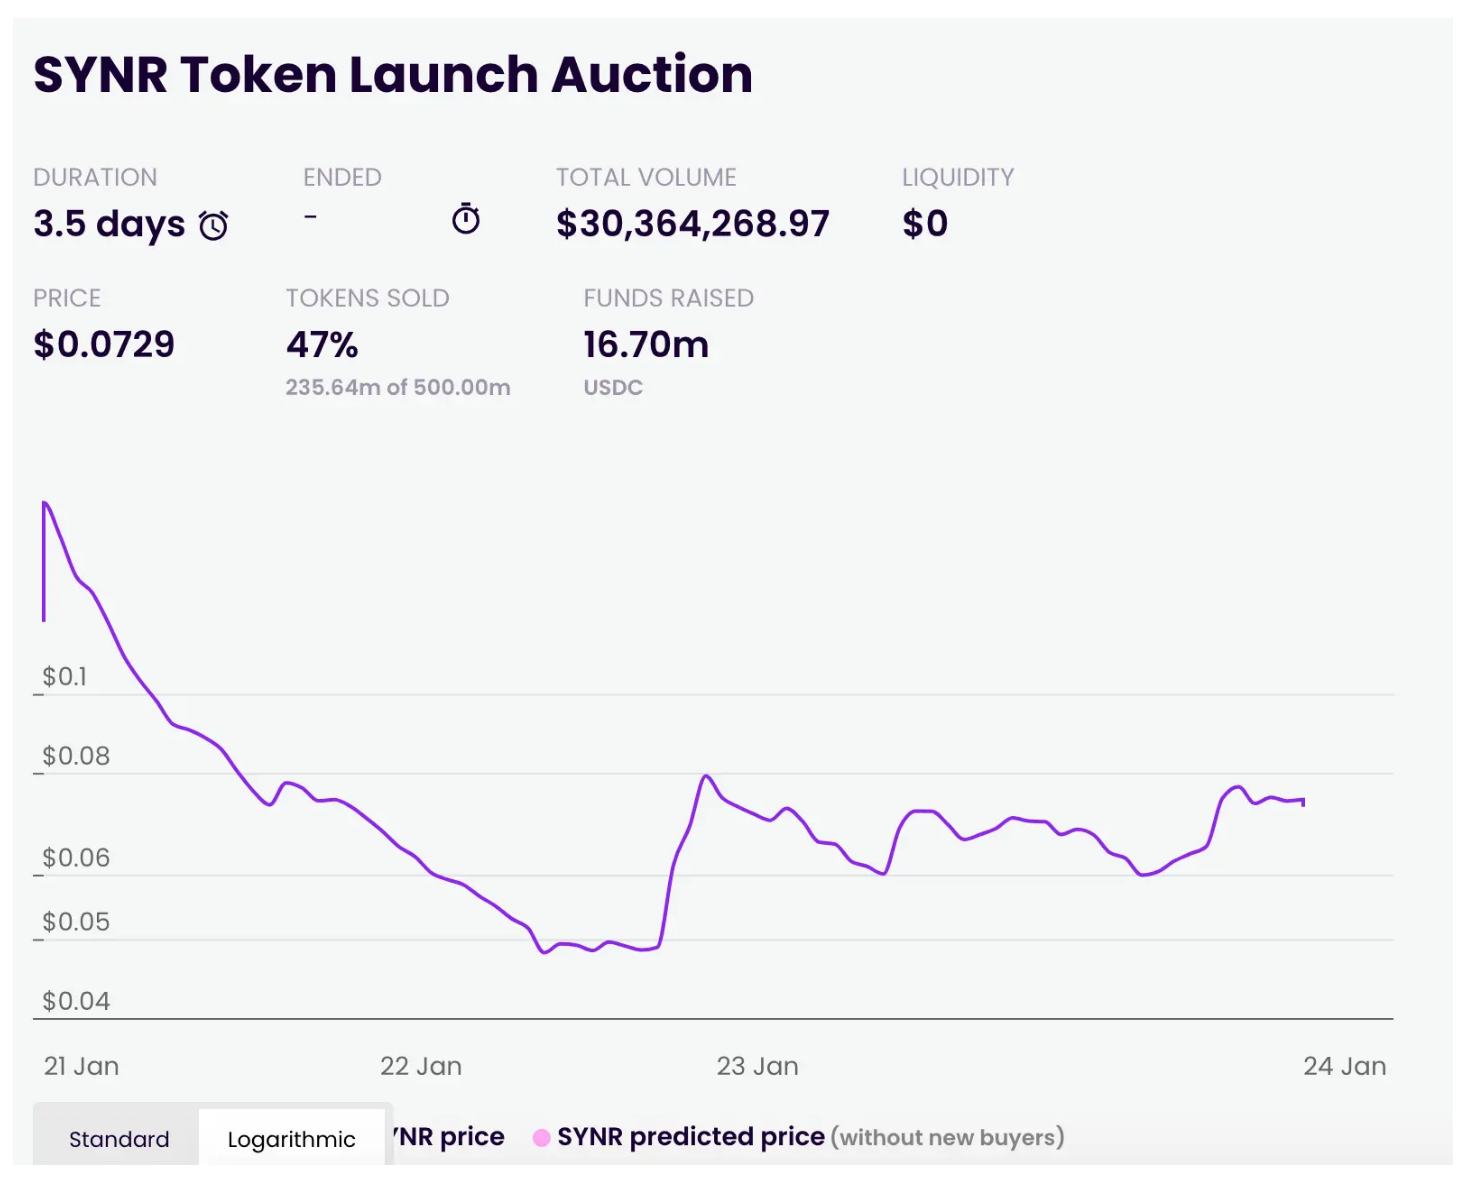 SYNR Token Launch Auction
DURATION ENDED TOTAL VOLUME LIQUIDITY
3.5 days - $30,364,268.97 $0
PRICE TOKENS SOLD FUNDS RAISED
$0.0729 47% 16.70m
235.64m of 500.00m USDC
$0.1
$0.08
$0.06
$0.05
$0.04
21 Jan 22 Jan 23 Jan 24 Jan
Standard Logarithmic YNR price SYNR predicted price (without new buyers)